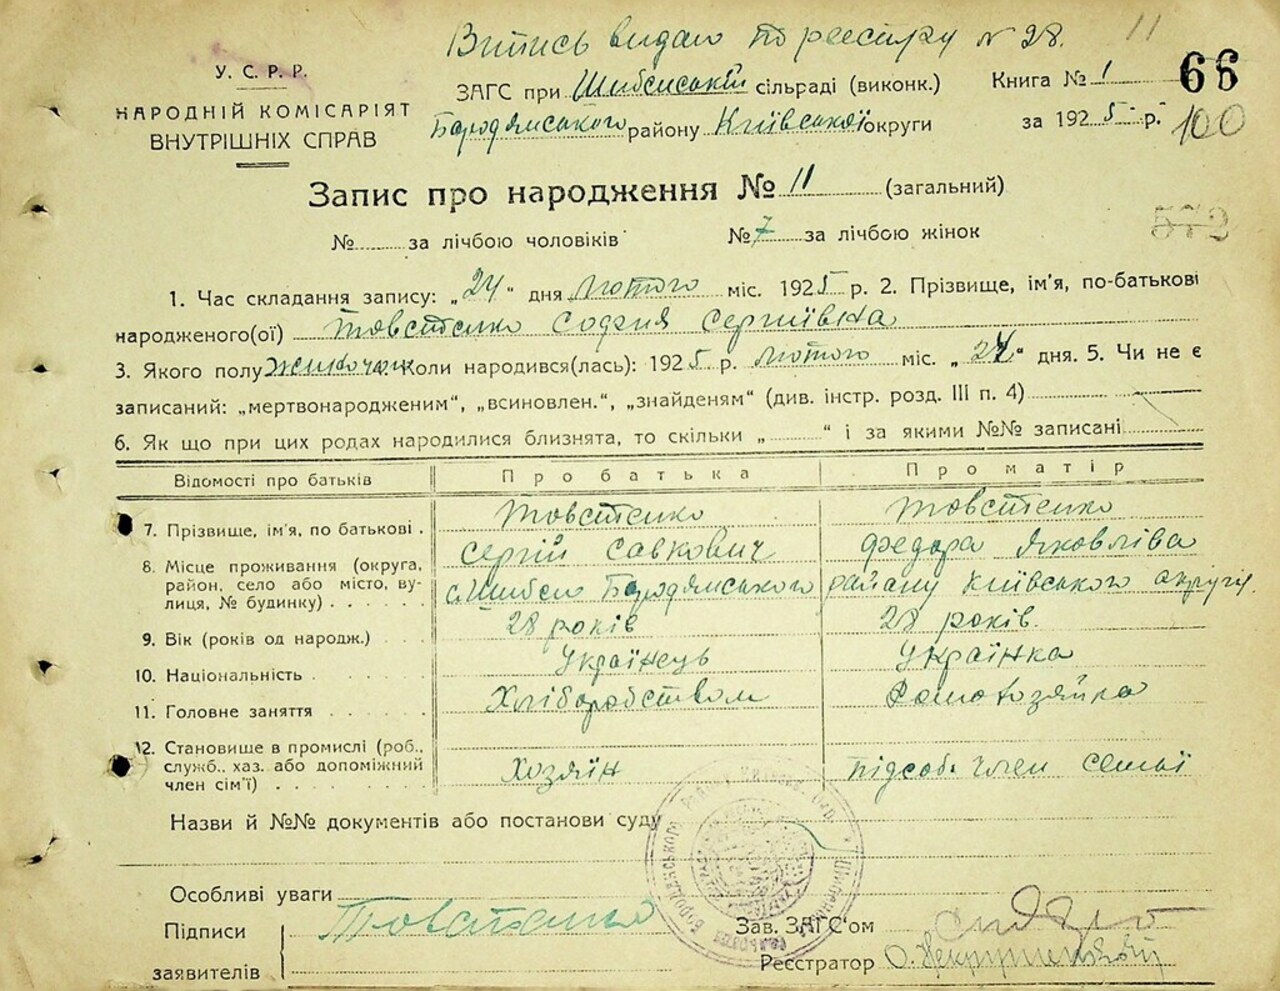 Витись видано по реєстру № 28. 11
У. С. Р. Р.
НАРОДНІЙ КОМІСАРІЯТ
ВНУТРІШНІХ СПРАВ
ЗАГС при Шибенській сільраді (виконк.)
Бородянського району Київської округи
Книга № 1 66
за 1925 р. 100
Запис про народження № 11 (загальний)
№ за лічбою чоловіків № 7 за лічбою жінок 572
1. Час складання запису: „24“ дня лютого міс. 1925 р. 2. Прізвище, ім'я, по-батькові
народженого(ої) Товстенко Софія Сергіївна
3. Якого полу Жиночого коли народився(лась): 1925 р. лютого міс. „24“ дня. 5. Чи не є
записаний: „мертвонародженим“, „всиновлен.“, „знайденям“ (див. інстр. розд. III п. 4)
6. Як що при цих родах народилися близнята, то скільки „ “ і за якими №№ записані
Відомості про батьків Про батька Про матір
7. Прізвище, ім'я, по батькові . Товстенко Товстенко
Сергій Савкович Федора Яковліва
8. Місце проживання (округа, район, село або місто, вулиця, № будинку) с. Шибене Бородямського району Київського округу.
9. Вік (років од народж.) 28 років 28 років.
10. Національність Українець Українка
11. Головне заняття Хліборобством Домохозяйка
12. Становище в промислі (роб., служб., хаз. або допоміжний член сім'ї) Хозяїн підсоб. член семьї
Назви й №№ документів або постанови суду
Особливі уваги
Підписи Товстенко Зав. ЗАГС'ом
заявителів Реєстратор